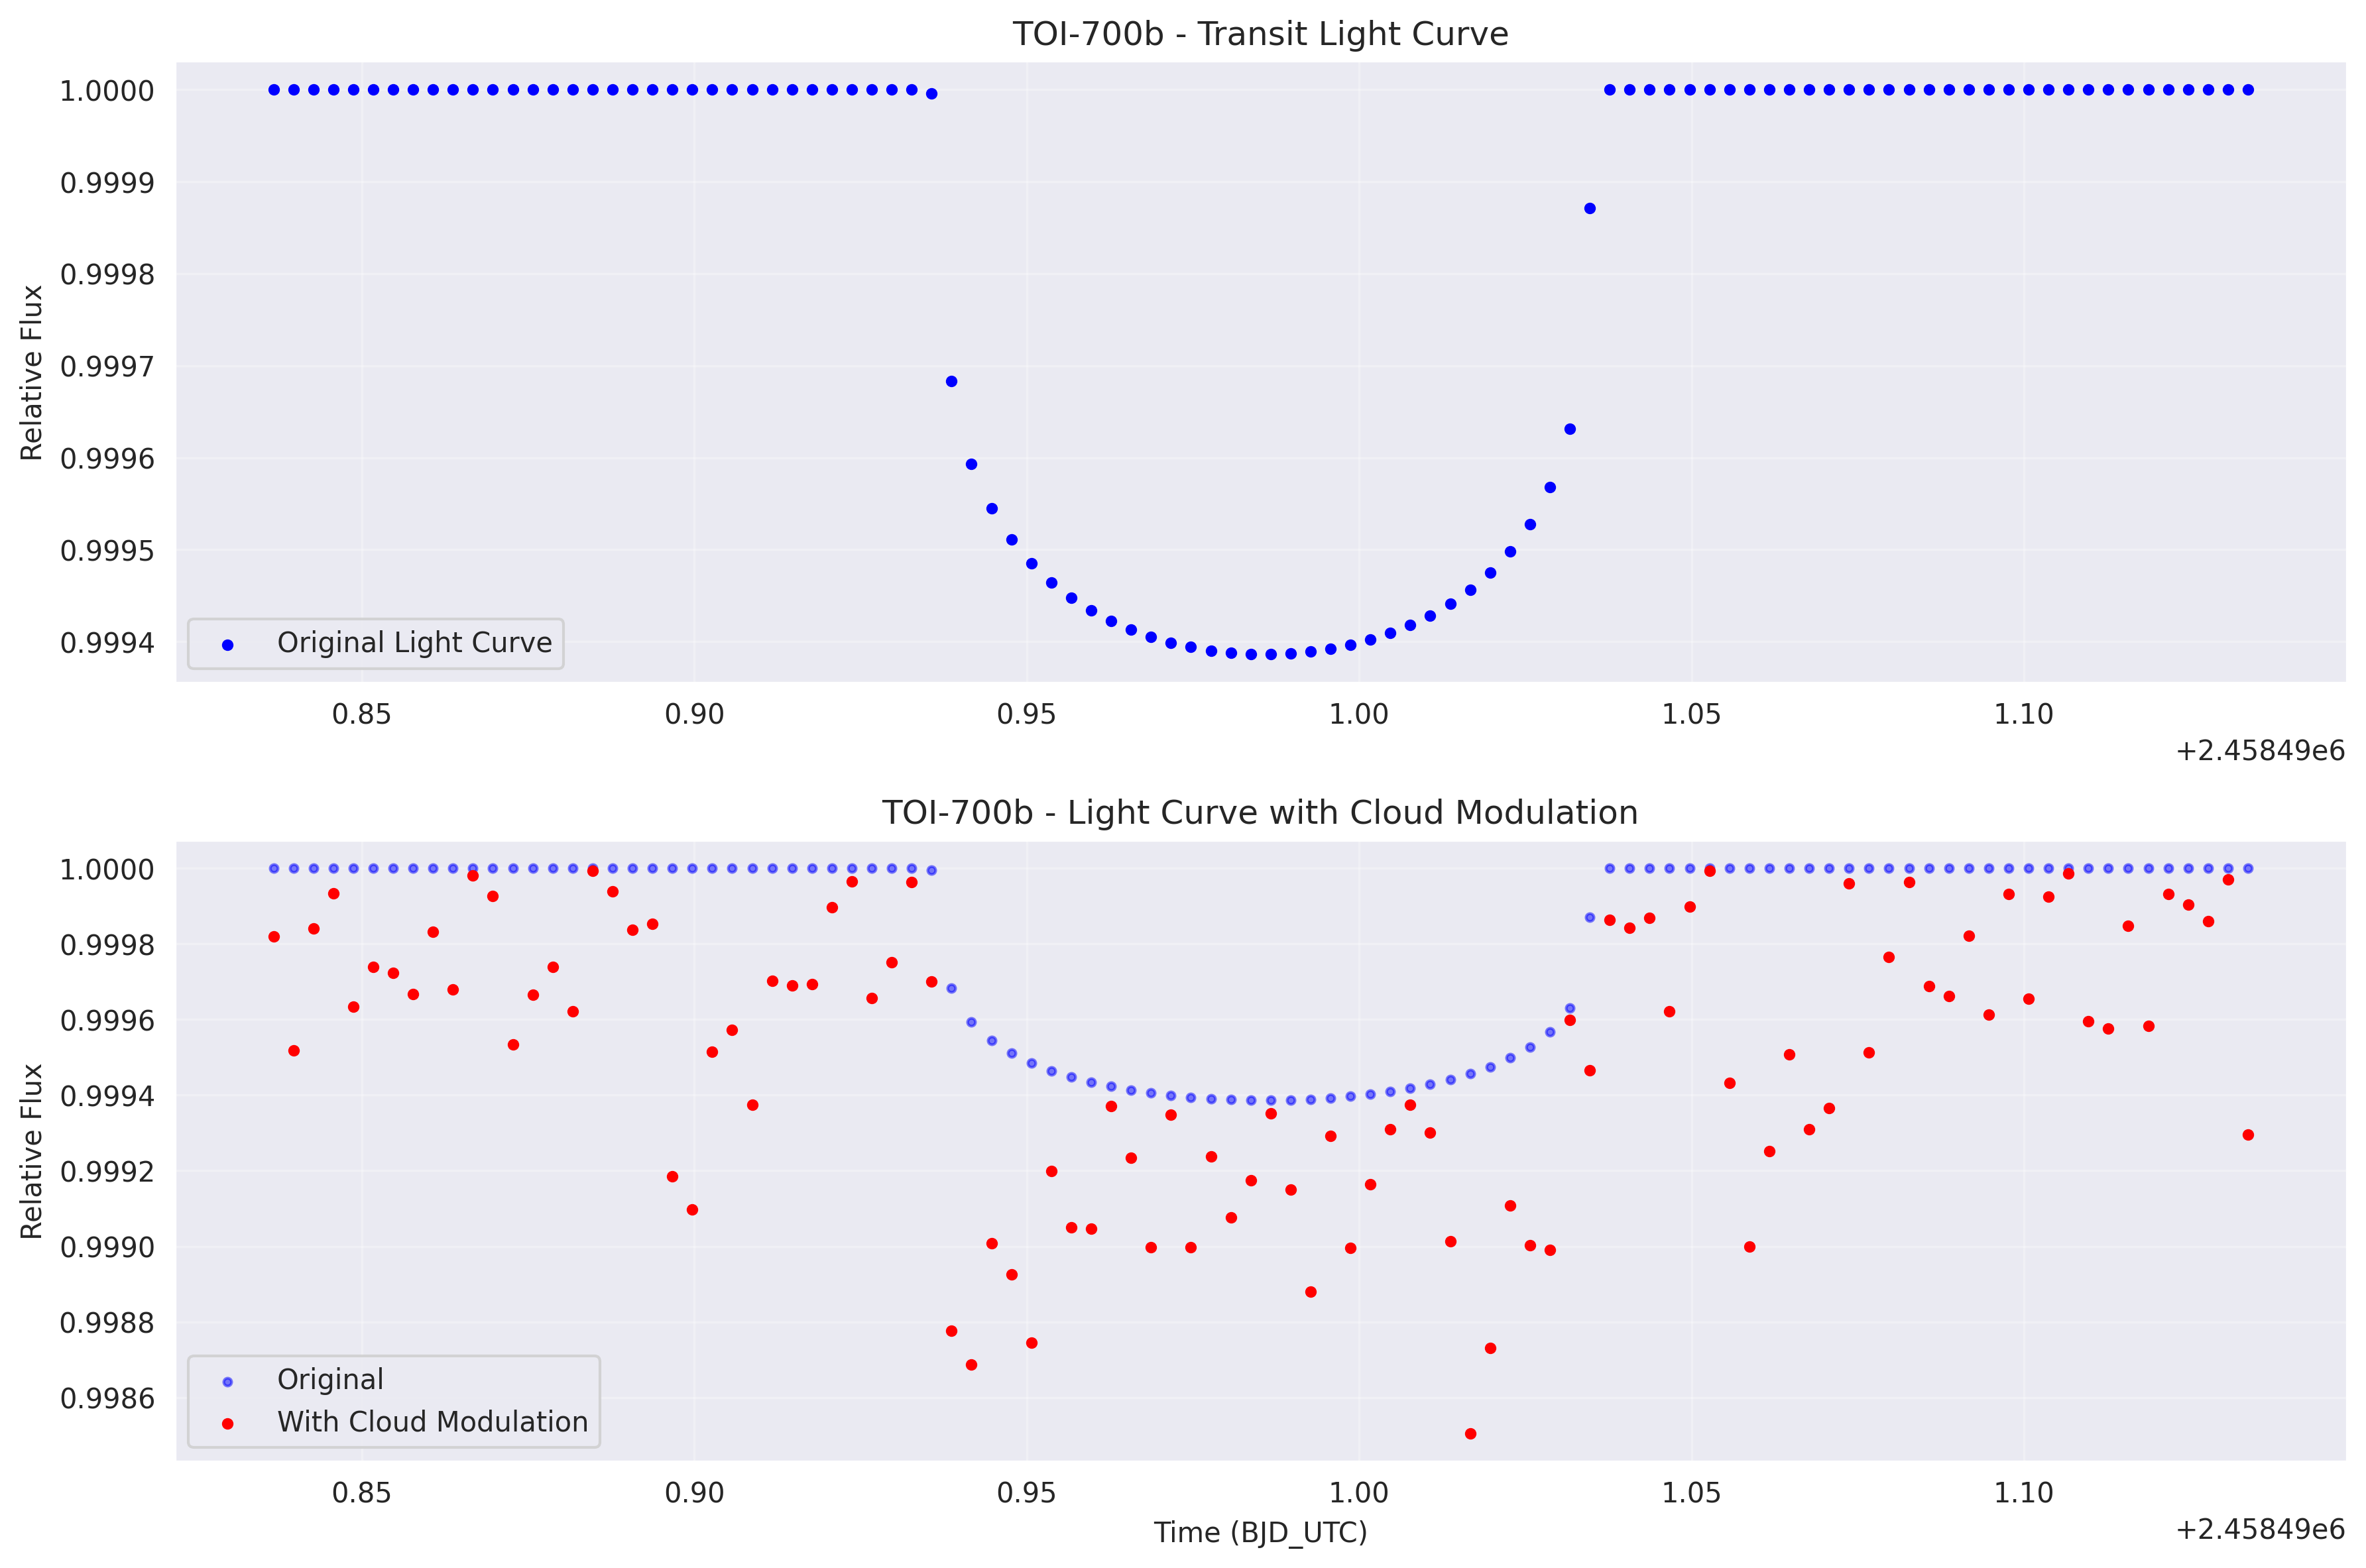 TOI-700b - Transit Light Curve
Relative Flux
1.0000
0.9999
0.9998
0.9997
0.9996
0.9995
0.9994
Original Light Curve
0.85 0.90 0.95 1.00 1.05 1.10
+2.45849e6
TOI-700b - Light Curve with Cloud Modulation
Relative Flux
1.0000
0.9998
0.9996
0.9994
0.9992
0.9990
0.9988
0.9986
Original
With Cloud Modulation
0.85 0.90 0.95 1.00 1.05 1.10
Time (BJD_UTC)
+2.45849e6